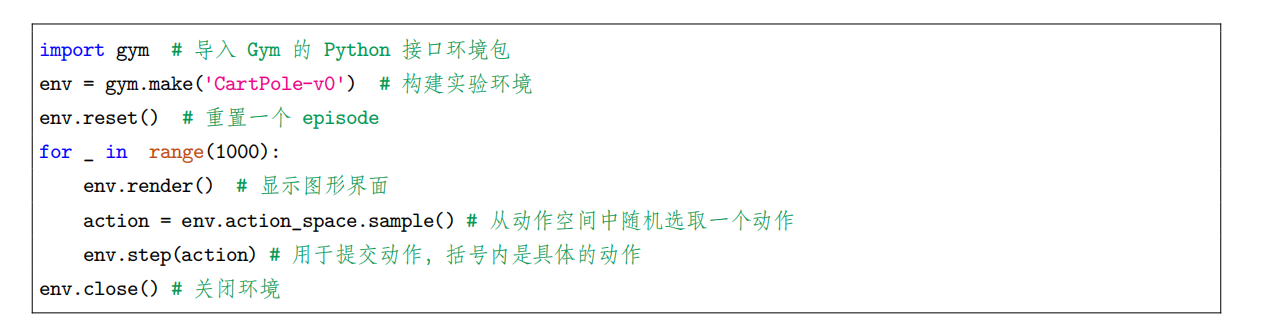 import gym  # 导入 Gym 的 Python 接口环境包
env = gym.make('CartPole-v0')  # 构建实验环境
env.reset()  # 重置一个 episode
for _ in  range(1000):
    env.render()  # 显示图形界面
    action = env.action_space.sample() # 从动作空间中随机选取一个动作
    env.step(action) # 用于提交动作，括号内是具体的动作
env.close() # 关闭环境